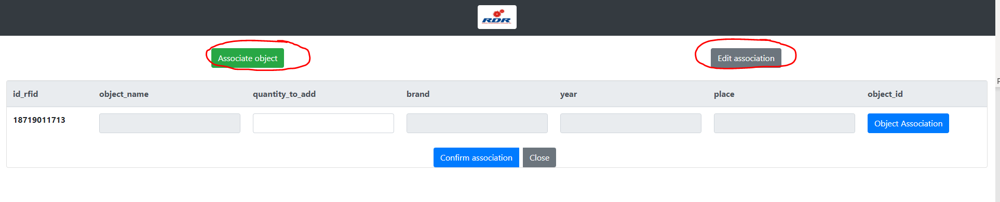 RDR
Associate object
Edit association
id_rfid object_name quantity_to_add brand year place object_id
18719011713 Object Association
Confirm association Close